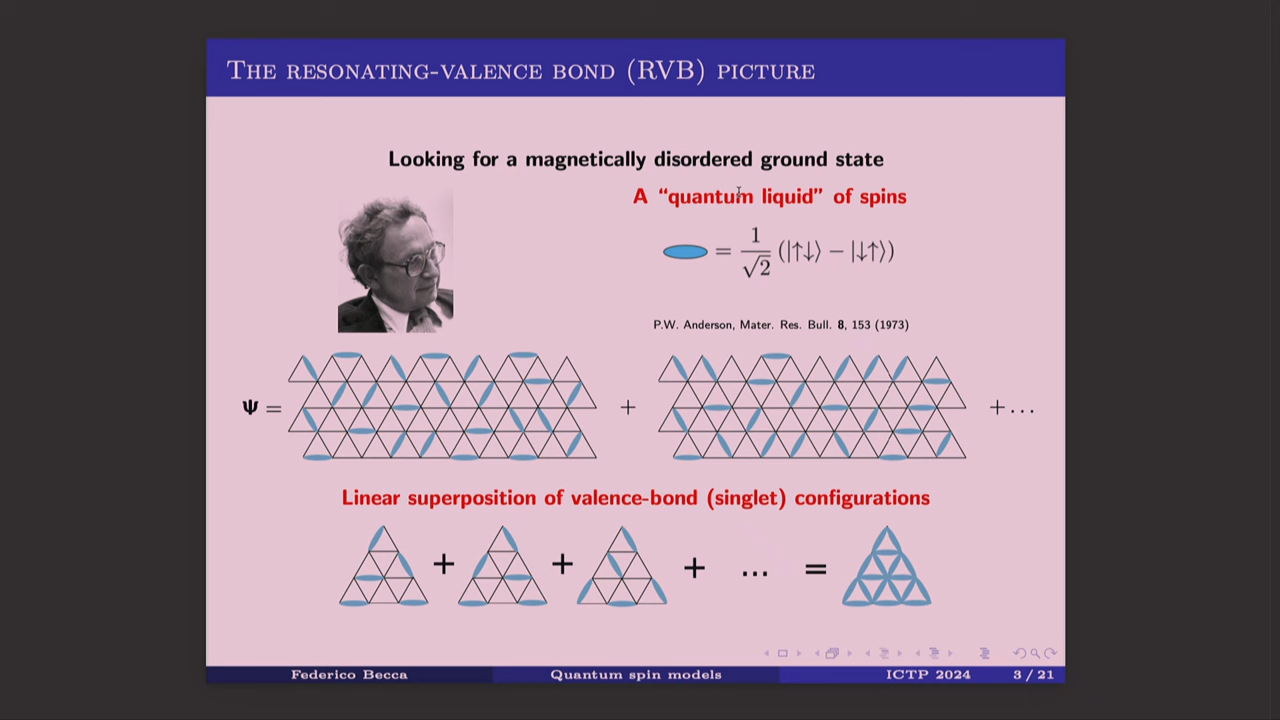 The resonating-valence bond (RVB) picture
Looking for a magnetically disordered ground state
A “quantum liquid” of spins
= 1/√2 (|↑↓⟩ − |↓↑⟩)
P.W. Anderson, Mater. Res. Bull. 8, 153 (1973)
Ψ = + + . . .
Linear superposition of valence-bond (singlet) configurations
+ + + ... =
Federico Becca Quantum spin models ICTP 2024 3 / 21